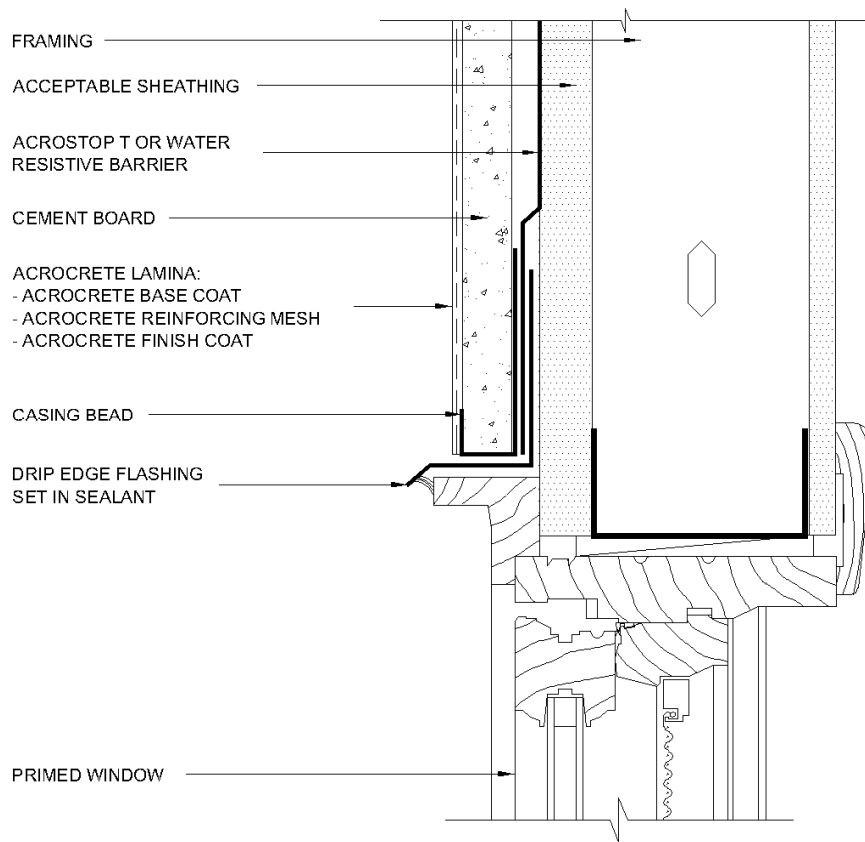 FRAMING
ACCEPTABLE SHEATHING
ACROSTOP T OR WATER
RESISTIVE BARRIER
CEMENT BOARD
ACROCRETE LAMINA:
- ACROCRETE BASE COAT
- ACROCRETE REINFORCING MESH
- ACROCRETE FINISH COAT
CASING BEAD
DRIP EDGE FLASHING
SET IN SEALANT
PRIMED WINDOW